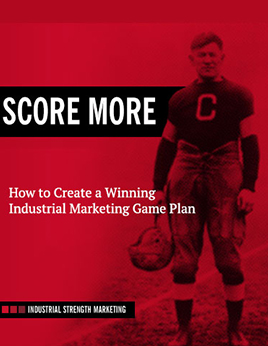 C
SCORE MORE
How to Create a Winning
Industrial Marketing Game Plan
INDUSTRIAL STRENGTH MARKETING